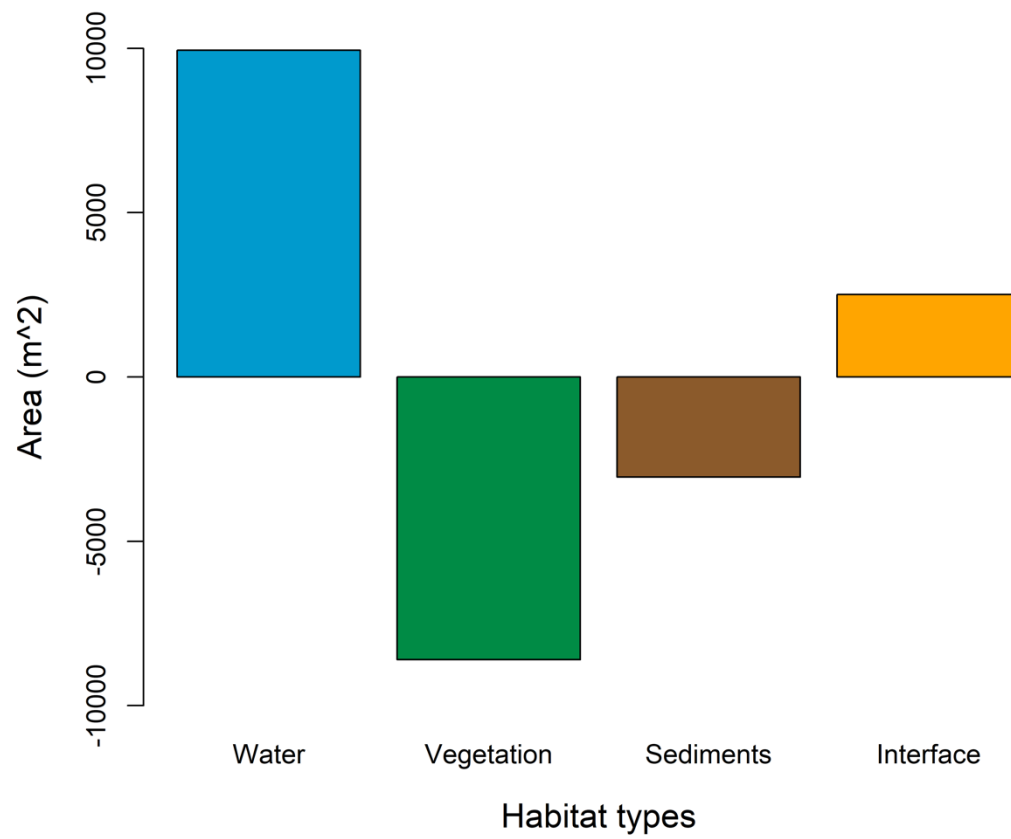 Area (m^2)
10000
5000
0
-5000
-10000
Water Vegetation Sediments Interface
Habitat types